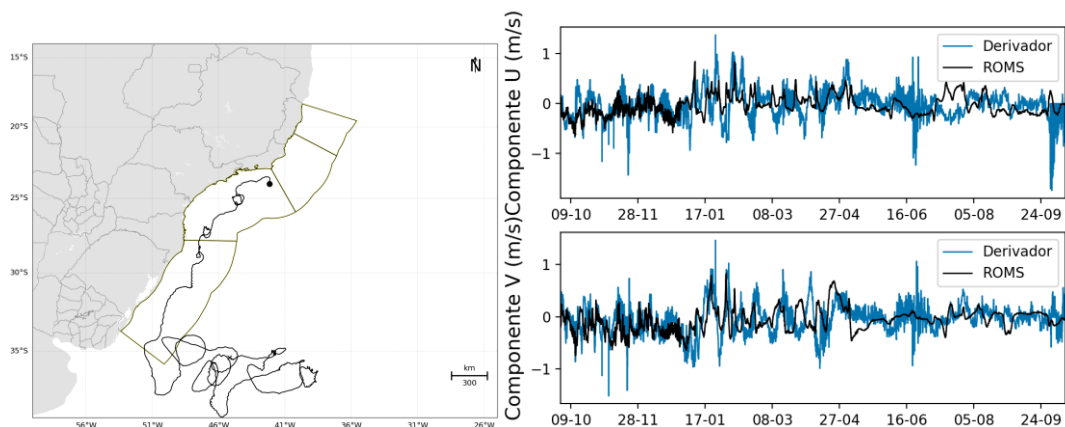 15°S
20°S
25°S
30°S
35°S
56°W
51°W
46°W
41°W
36°W
31°W
26°W
N
km
300
Componente U (m/s)
1
0
−1
Derivador
ROMS
09-10
28-11
17-01
08-03
27-04
16-06
05-08
24-09
Componente V (m/s)
1
0
−1
Derivador
ROMS
09-10
28-11
17-01
08-03
27-04
16-06
05-08
24-09